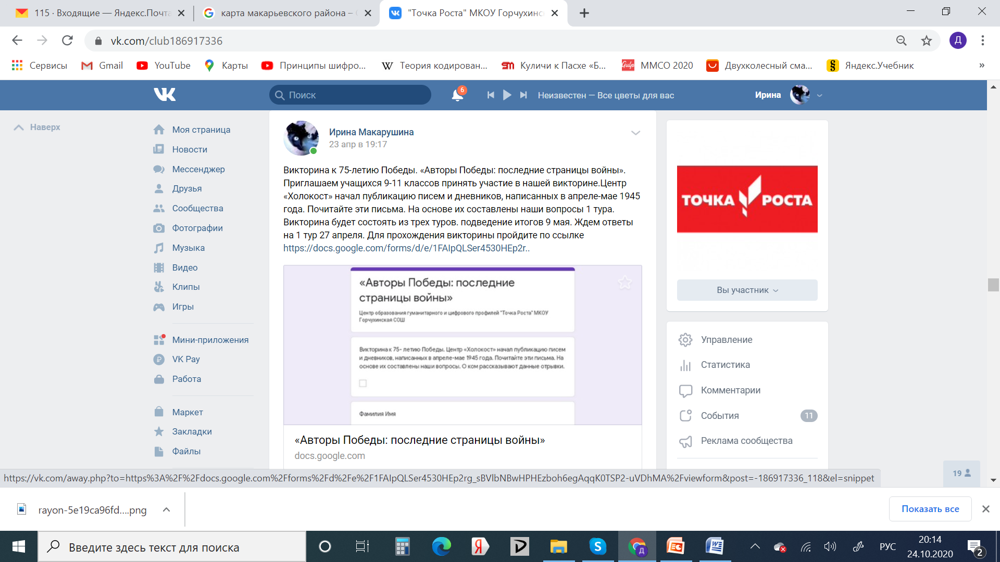 115 · Входящие — Яндекс.Почта
карта макарьевского района –
"Точка Роста" МКОУ Горчухинс
vk.com/club186917336
Д
Сервисы
Gmail
YouTube
Карты
Принципы шифро...
Теория кодирован...
Куличи к Пасхе «Б...
ММСО 2020
Двухколесный сма...
Яндекс.Учебник
»
Поиск
6
Неизвестен — Все цветы для вас
Ирина
Наверх
Моя страница
Новости
Мессенджер
Друзья
Сообщества
Фотографии
Музыка
Видео
Клипы
Игры
Мини-приложения
VK Pay
Работа
Маркет
Закладки
Файлы
Ирина Макарушина
23 апр в 19:17
Викторина к 75-летию Победы. «Авторы Победы: последние страницы войны».
Приглашаем учащихся 9-11 классов принять участие в нашей викторине.Центр
«Холокост» начал публикацию писем и дневников, написанных в апреле-мае 1945
года. Почитайте эти письма. На основе их составлены наши вопросы 1 тура.
Викторина будет состоять из трех туров. подведение итогов 9 мая. Ждем ответы
на 1 тур 27 апреля. Для прохождения викторины пройдите по ссылке
https://docs.google.com/forms/d/e/1FAIpQLSer4530HEp2r..
«Авторы Победы: последние
страницы войны»
Центр образования гуманитарного и цифрового профилей "Точка Роста" МКОУ
Горчухинская СОШ
Викторина к 75- летию Победы. Центр «Холокост» начал публикацию писем
и дневников, написанных в апреле-мае 1945 года. Почитайте эти письма. На
основе их составлены наши вопросы. О ком рассказывают данные отрывки.
Фамилия Имя
«Авторы Победы: последние страницы войны»
docs.google.com
ТОЧКА РОСТА
Вы участник
Управление
Статистика
Комментарии
События
11
Реклама сообщества
19
https://vk.com/away.php?to=https%3A%2F%2Fdocs.google.com%2Fforms%2Fd%2Fe%2F1FAIpQLSer4530HEp2rg_sBVlbNBwHPHEzboh6egAqqK0TSP2-uVDhMA%2Fviewform&post=-186917336_118&el=snippet
rayon-5e19ca96fd....png
Показать все
Введите здесь текст для поиска
РУС
20:14
24.10.2020
2